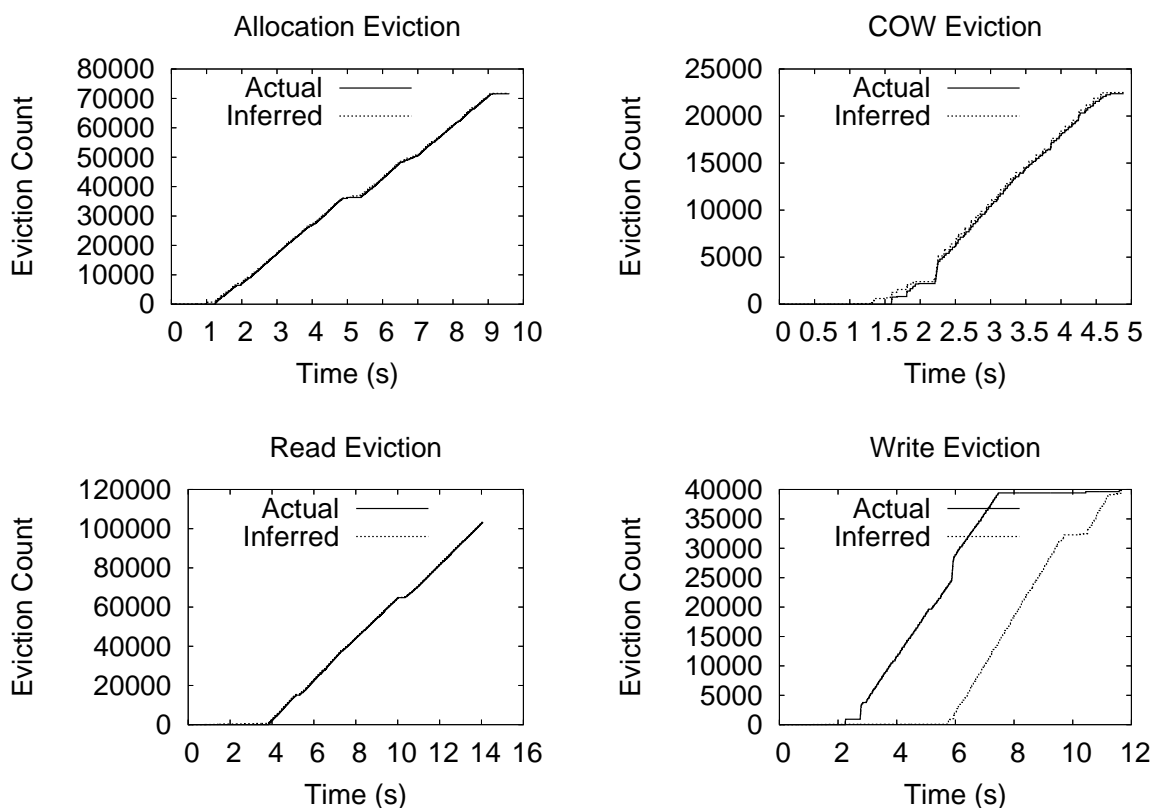 Allocation Eviction
Eviction Count
80000
70000
60000
50000
40000
30000
20000
10000
0
Actual
Inferred
0 1 2 3 4 5 6 7 8 9 10
Time (s)
COW Eviction
Eviction Count
25000
20000
15000
10000
5000
0
Actual
Inferred
0 0.5 1 1.5 2 2.5 3 3.5 4 4.5 5
Time (s)
Read Eviction
Eviction Count
120000
100000
80000
60000
40000
20000
0
Actual
Inferred
0 2 4 6 8 10 12 14 16
Time (s)
Write Eviction
Eviction Count
40000
35000
30000
25000
20000
15000
10000
5000
0
Actual
Inferred
0 2 4 6 8 10 12
Time (s)